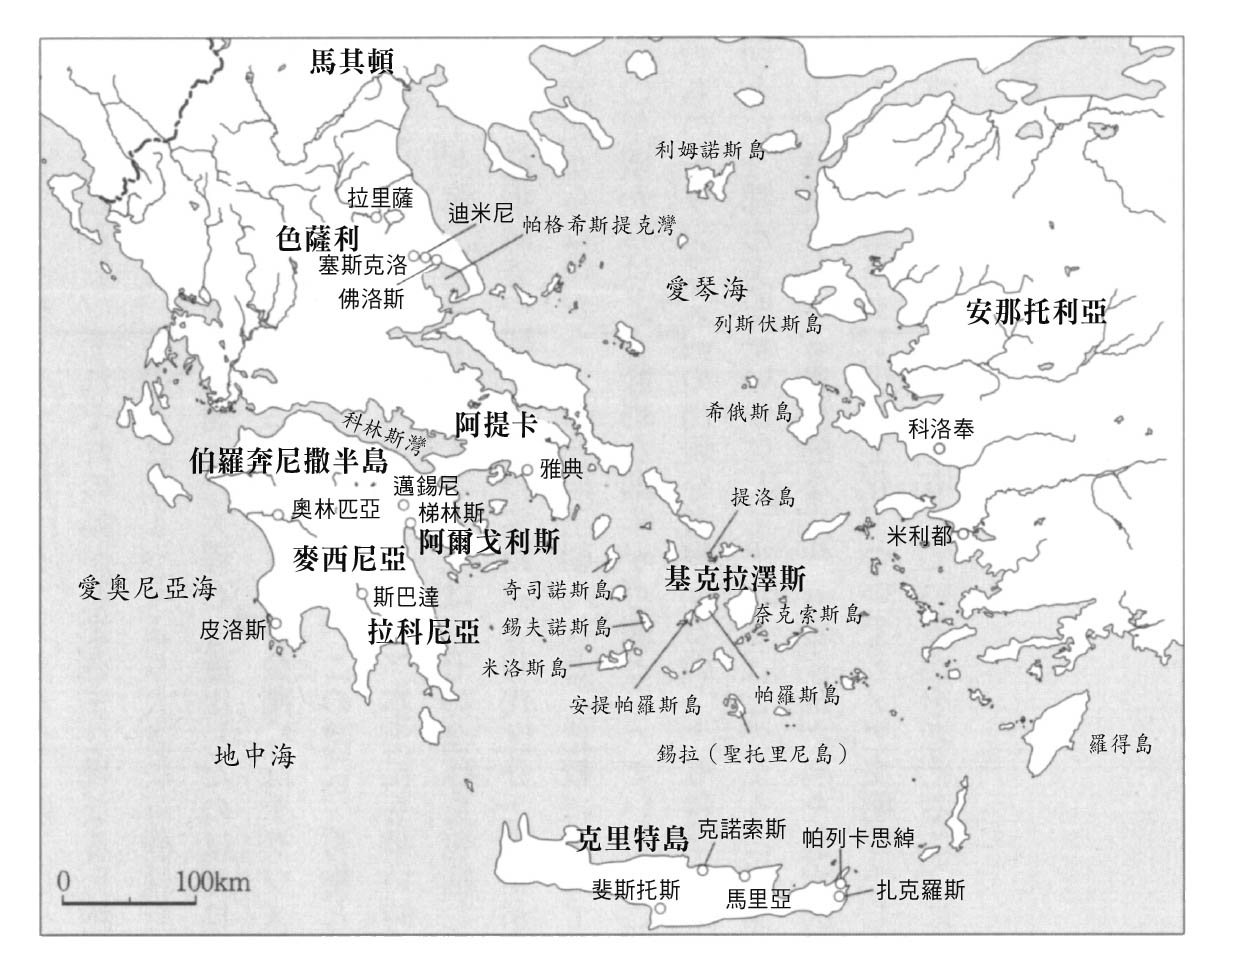 馬其頓
利姆諾斯島
拉里薩
迪米尼
帕格希斯提克灣
色薩利
塞斯克洛
佛洛斯
愛琴海
列斯伏斯島
安那托利亞
希俄斯島
科林斯灣
阿提卡
科洛奉
伯羅奔尼撒半島
雅典
邁錫尼
提洛島
奧林匹亞
梯林斯
阿爾戈利斯
米利都
麥西尼亞
基克拉澤斯
愛奧尼亞海
奇司諾斯島
斯巴達
奈克索斯島
皮洛斯
拉科尼亞
錫夫諾斯島
米洛斯島
安提帕羅斯島
帕羅斯島
地中海
錫拉（聖托里尼島）
羅得島
克里特島
克諾索斯
帕列卡思綽
0
100km
斐斯托斯
馬里亞
扎克羅斯